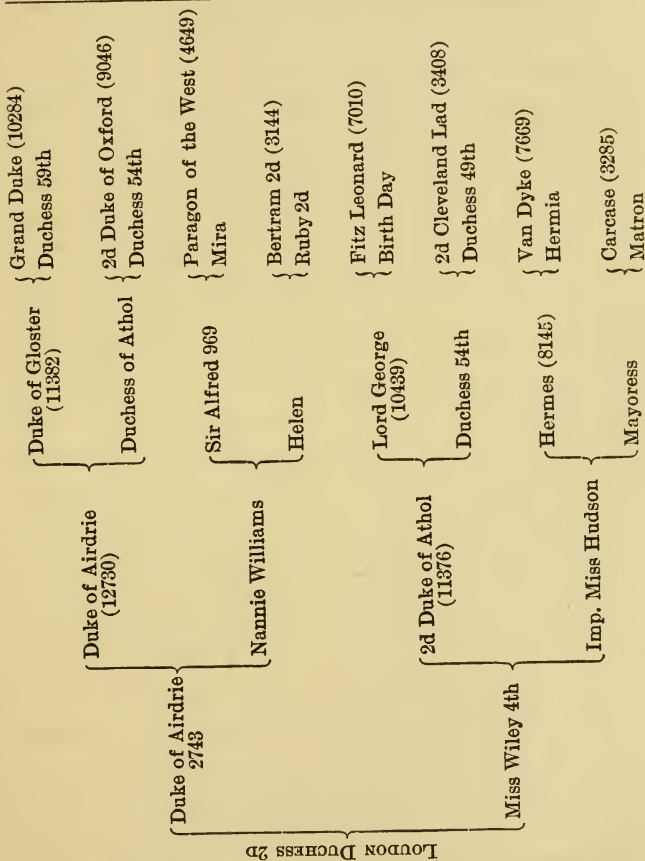 LOUDON DUCHESS 2D
Duke of Airdrie
2743
Miss Wiley 4th
Duke of Airdrie
(12730)
Nannie Williams
2d Duke of Athol
(11376)
Imp. Miss Hudson
Duke of Gloster
(11382)
Duchess of Athol
Sir Alfred 969
Helen
Lord George
(10439)
Duchess 54th
Hermes (8145)
Mayoress
Grand Duke (10284)
Duchess 59th
2d Duke of Oxford (9046)
Duchess 54th
Paragon of the West (4649)
Mira
Bertram 2d (3144)
Ruby 2d
Fitz Leonard (7010)
Birth Day
2d Cleveland Lad (3408)
Duchess 49th
Van Dyke (7669)
Hermia
Carcase (3285)
Matron